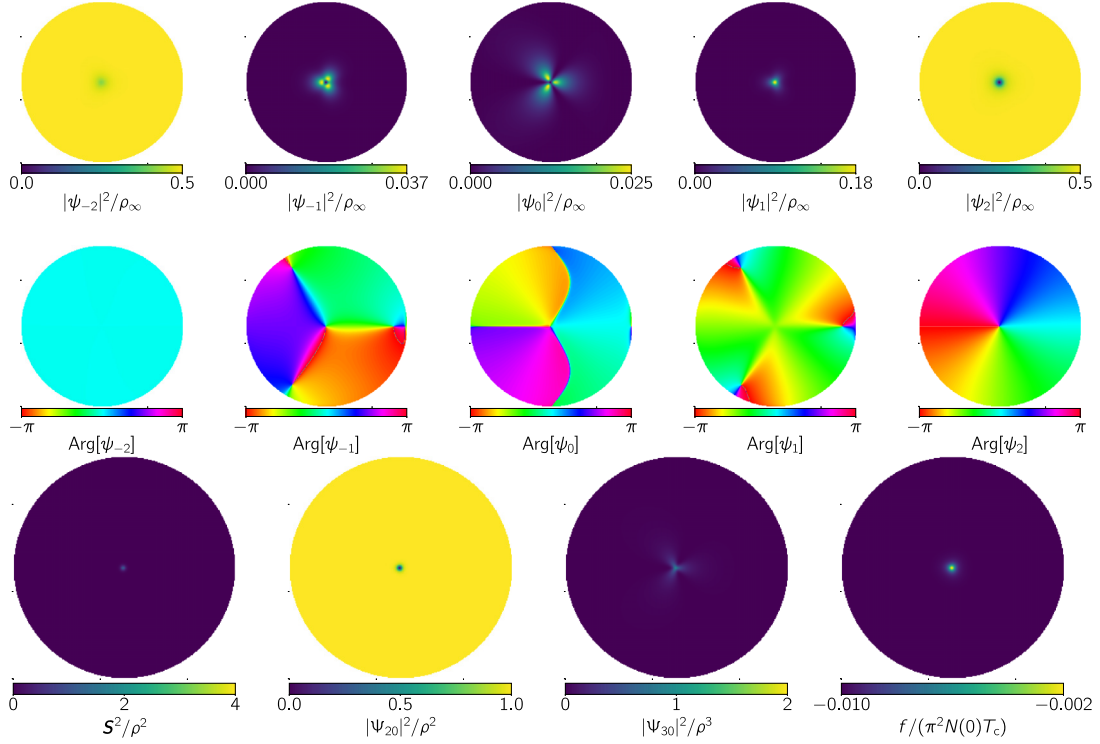 0.0 0.5 0.000 0.037 0.000 0.025 0.00 0.18 0.0 0.5
|ψ₋₂|²/ρ∞ |ψ₋₁|²/ρ∞ |ψ₀|²/ρ∞ |ψ₁|²/ρ∞ |ψ₂|²/ρ∞
−π π −π π −π π −π π −π π
Arg[ψ₋₂] Arg[ψ₋₁] Arg[ψ₀] Arg[ψ₁] Arg[ψ₂]
0 2 4 0.0 0.5 1.0 0 1 2 −0.010 −0.002
S²/ρ² |Ψ₂₀|²/ρ² |Ψ₃₀|²/ρ³ f/(π²N(0)T_c)